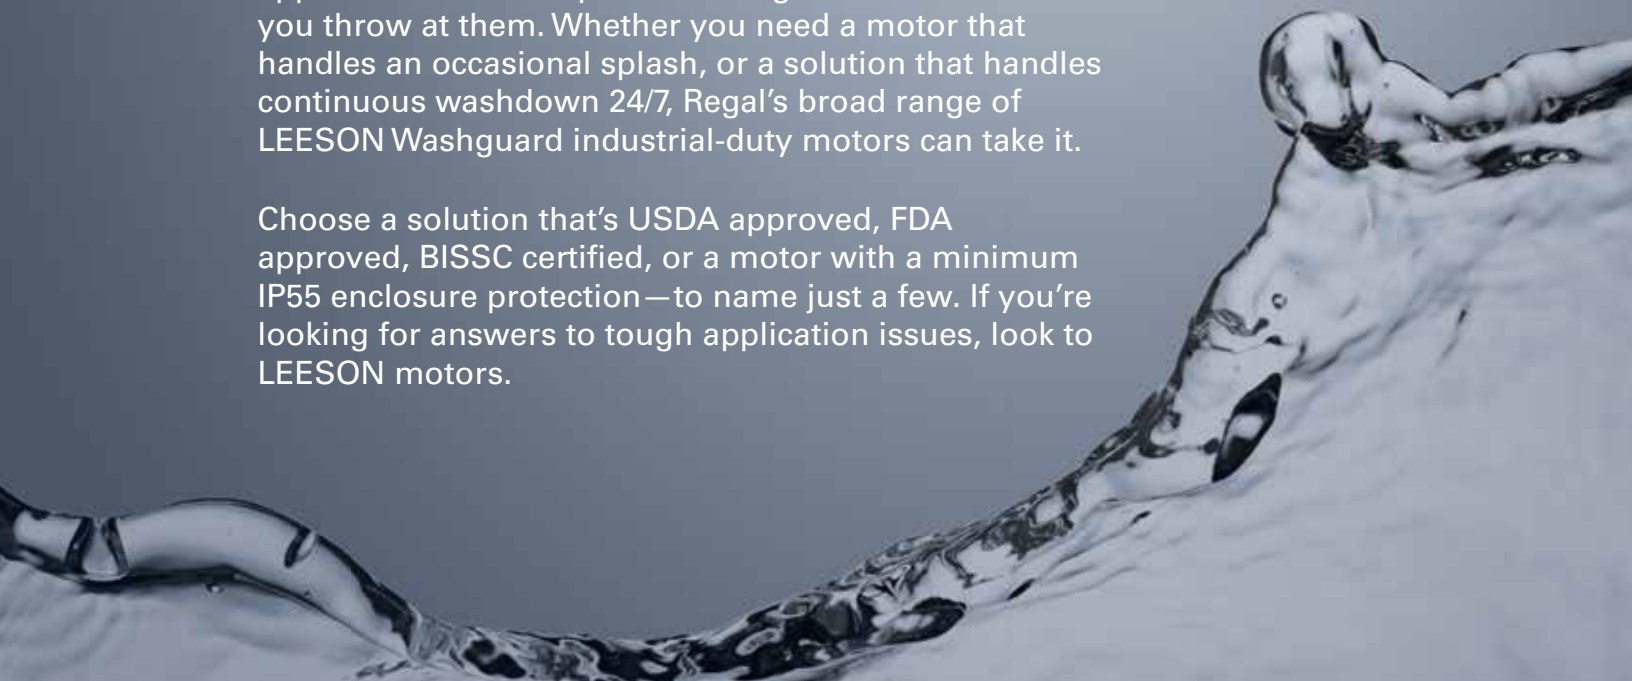 you throw at them. Whether you need a motor that
handles an occasional splash, or a solution that handles
continuous washdown 24/7, Regal’s broad range of
LEESON Washguard industrial-duty motors can take it.
Choose a solution that’s USDA approved, FDA
approved, BISSC certified, or a motor with a minimum
IP55 enclosure protection—to name just a few. If you’re
looking for answers to tough application issues, look to
LEESON motors.